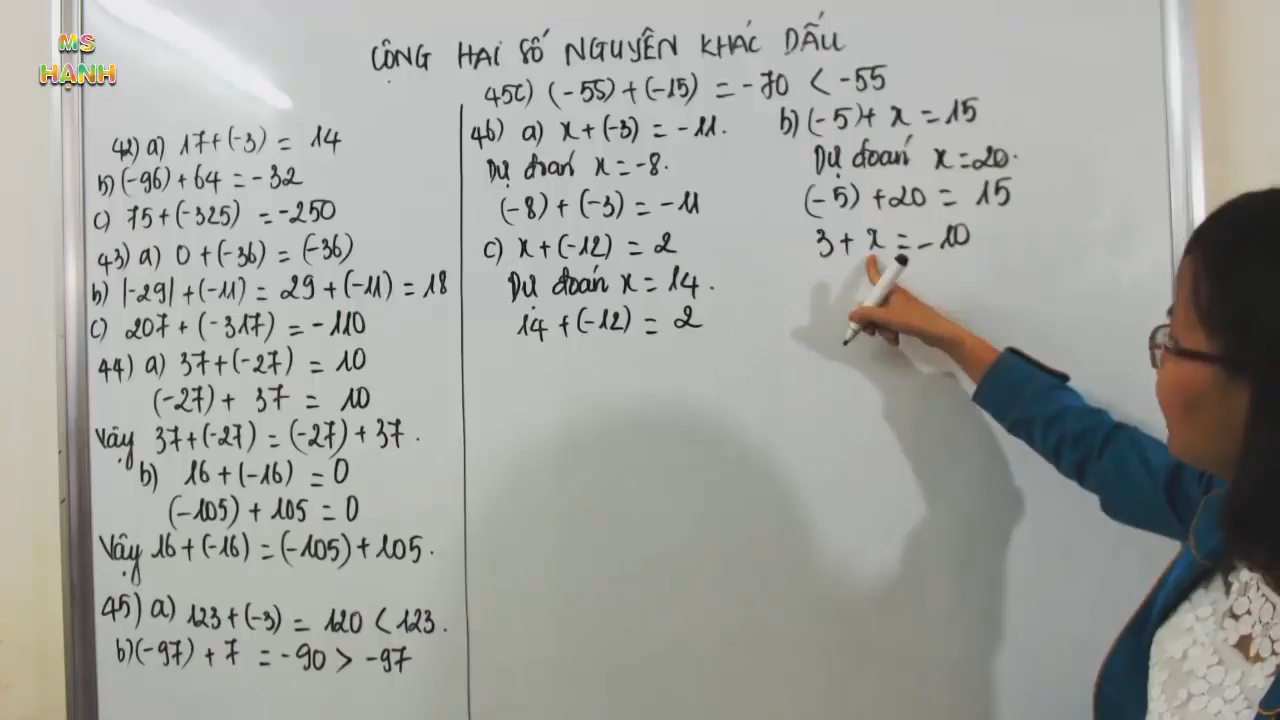 MS
HẠNH
CỘNG HAI SỐ NGUYÊN KHÁC DẤU
45c) (-55) + (-15) = -70 < -55
42) a) 17+(-3) = 14
b) (-96) + 64 = -32
c) 75 + (-325) = -250
43) a) 0 + (-36) = (-36)
b) |-29| + (-11) = 29 + (-11) = 18
c) 207 + (-317) = -110
44) a) 37+(-27) = 10
(-27) + 37 = 10
Vậy 37+(-27) = (-27) + 37.
b) 16 + (-16) = 0
(-105) + 105 = 0
Vậy 16 + (-16) = (-105) + 105.
45) a) 123 + (-3) = 120 < 123.
b) (-97) + 7 = -90 > -97
46) a) x + (-3) = -11.
Dự đoán x = -8.
(-8) + (-3) = -11
c) x + (-12) = 2
Dự đoán x = 14.
14 + (-12) = 2
b) (-5) + x = 15
Dự đoán x = 20.
(-5) + 20 = 15
3 + x = -10